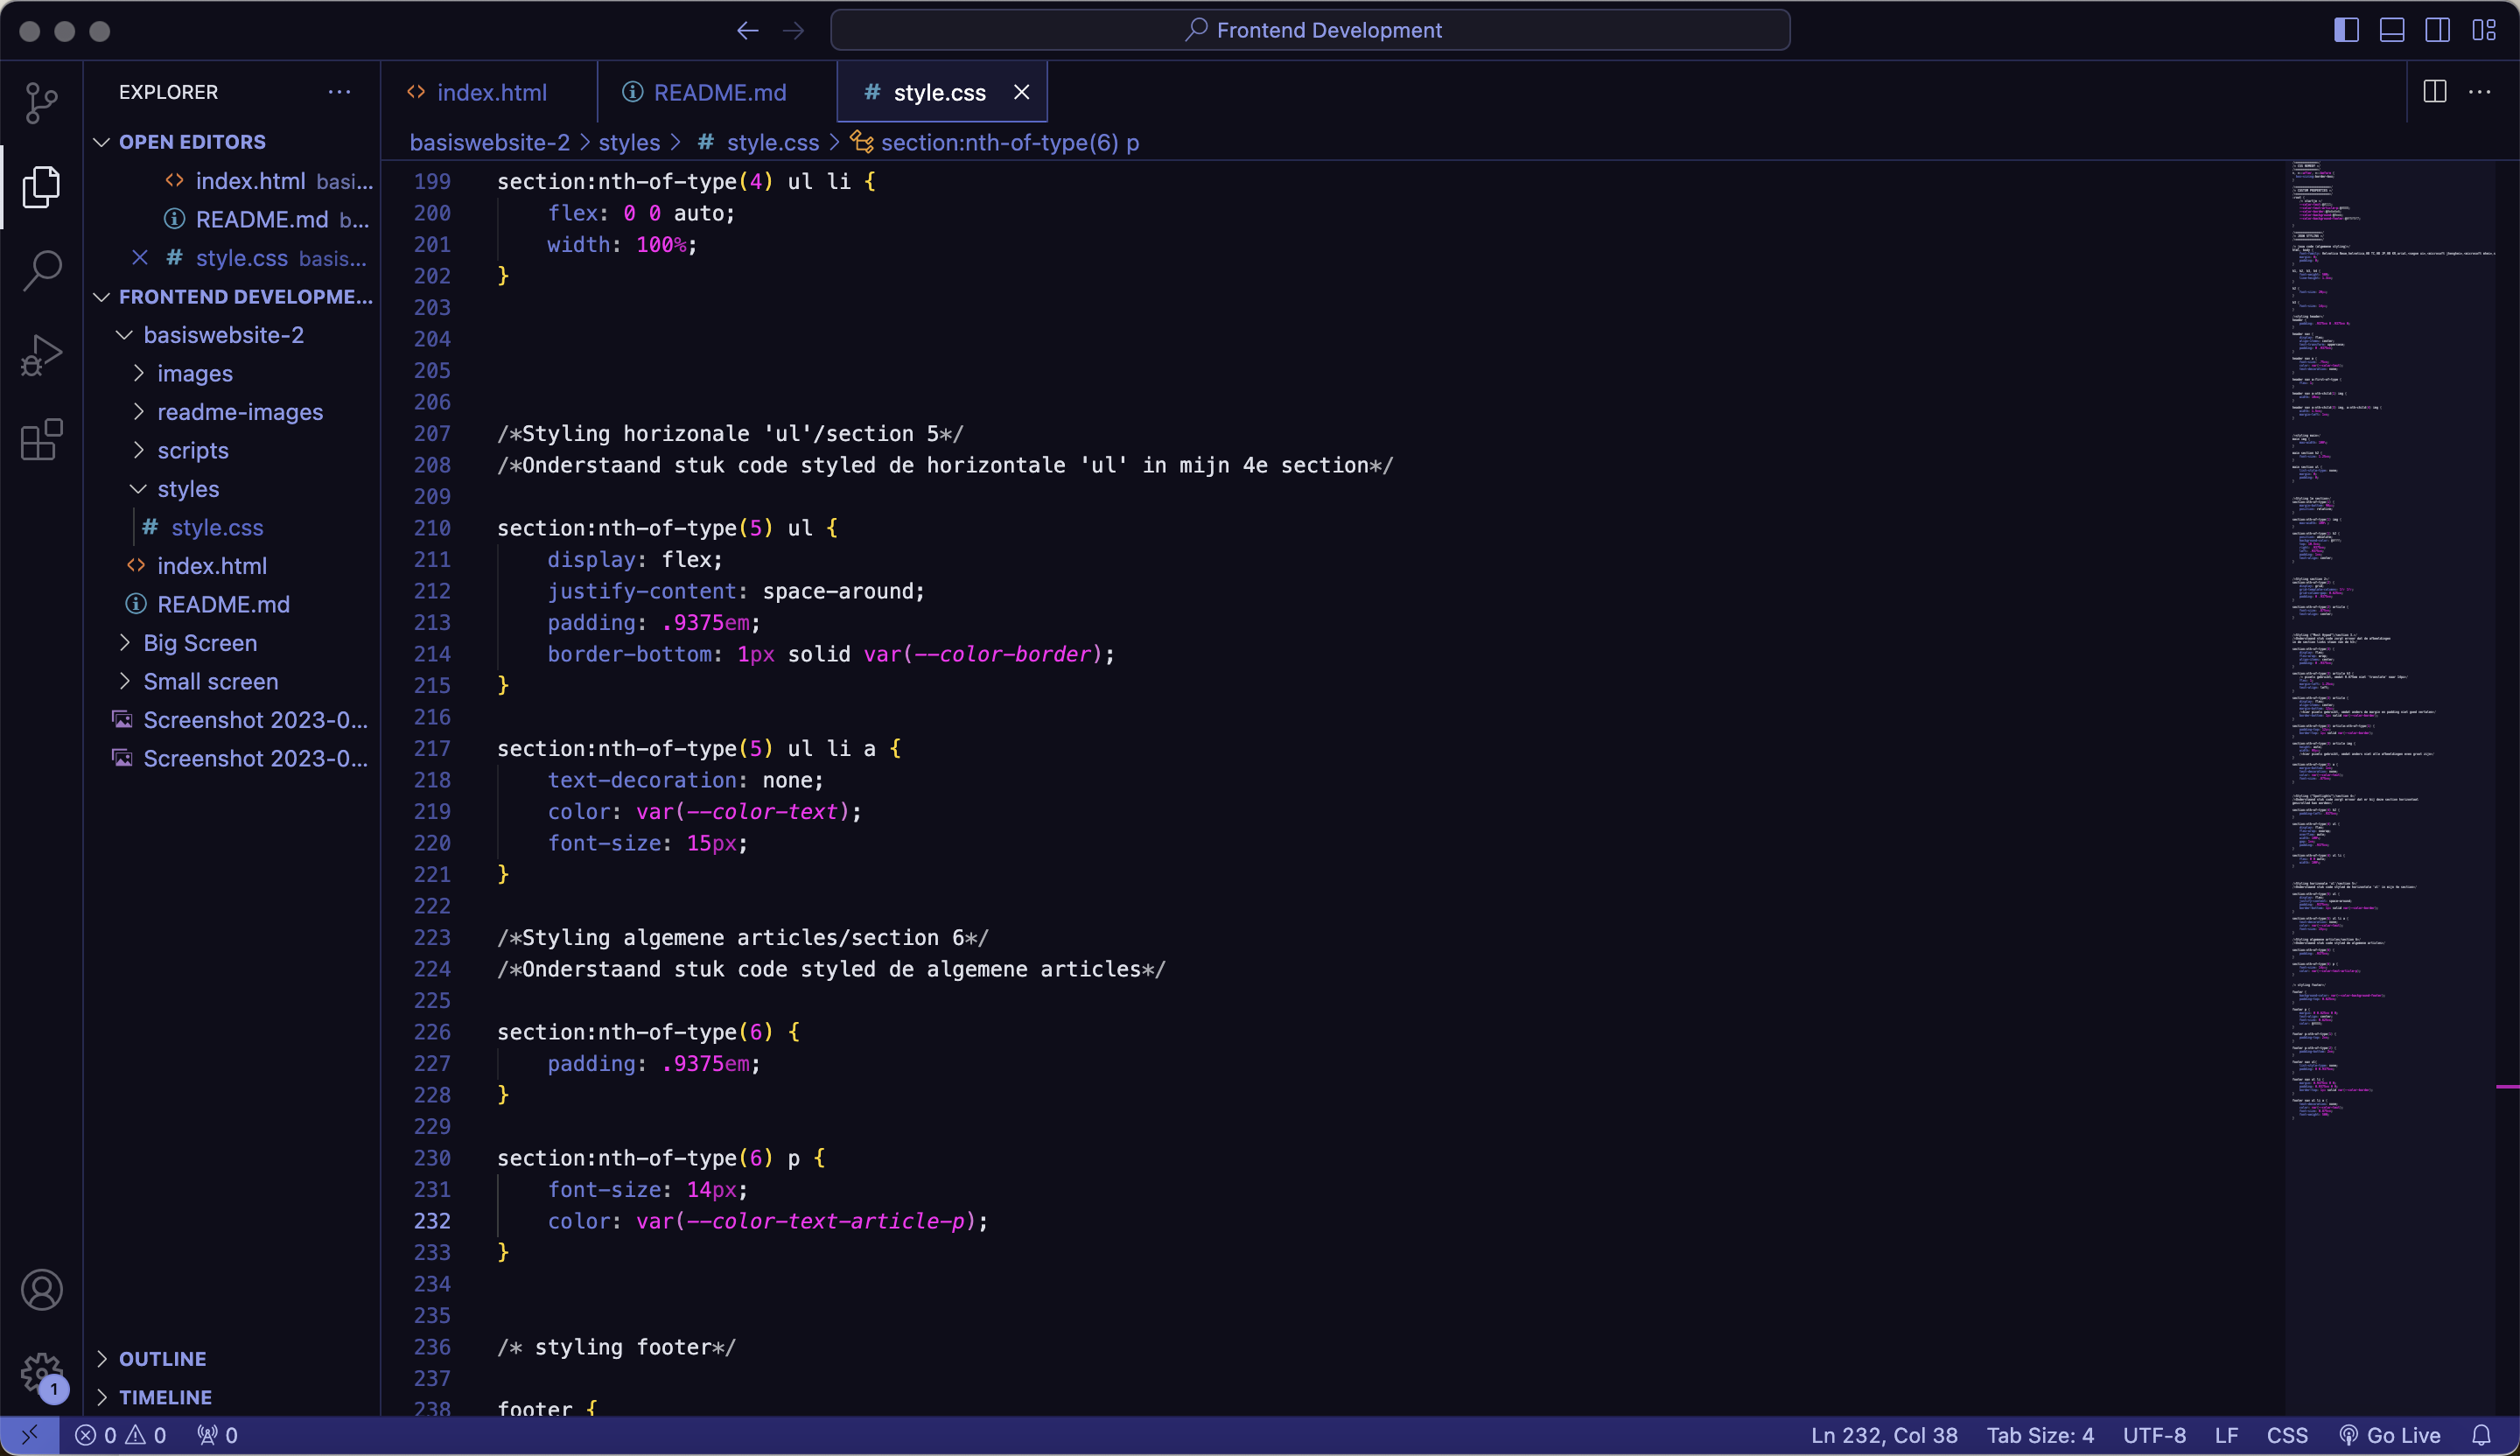 Frontend Development
EXPLORER
index.html
README.md
# style.css
OPEN EDITORS
basiswebsite-2 > styles > # style.css > section:nth-of-type(6) p
index.html basi...
README.md b...
# style.css basis...
FRONTEND DEVELOPME...
basiswebsite-2
images
readme-images
scripts
styles
# style.css
index.html
README.md
Big Screen
Small screen
Screenshot 2023-0...
Screenshot 2023-0...
OUTLINE
TIMELINE
199 section:nth-of-type(4) ul li {
200     flex: 0 0 auto;
201     width: 100%;
202 }
203
204
205
206
207 /*Styling horizonale 'ul'/section 5*/
208 /*Onderstaand stuk code styled de horizontale 'ul' in mijn 4e section*/
209
210 section:nth-of-type(5) ul {
211     display: flex;
212     justify-content: space-around;
213     padding: .9375em;
214     border-bottom: 1px solid var(--color-border);
215 }
216
217 section:nth-of-type(5) ul li a {
218     text-decoration: none;
219     color: var(--color-text);
220     font-size: 15px;
221 }
222
223 /*Styling algemene articles/section 6*/
224 /*Onderstaand stuk code styled de algemene articles*/
225
226 section:nth-of-type(6) {
227     padding: .9375em;
228 }
229
230 section:nth-of-type(6) p {
231     font-size: 14px;
232     color: var(--color-text-article-p);
233 }
234
235
236 /* styling footer*/
237
238 footer {
1
0 0 0
Ln 232, Col 38 Tab Size: 4 UTF-8 LF CSS Go Live